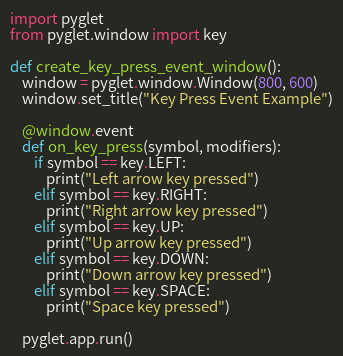 import pyglet
from pyglet.window import key

def create_key_press_event_window():
    window = pyglet.window.Window(800, 600)
    window.set_title("Key Press Event Example")

    @window.event
    def on_key_press(symbol, modifiers):
        if symbol == key.LEFT:
            print("Left arrow key pressed")
        elif symbol == key.RIGHT:
            print("Right arrow key pressed")
        elif symbol == key.UP:
            print("Up arrow key pressed")
        elif symbol == key.DOWN:
            print("Down arrow key pressed")
        elif symbol == key.SPACE:
            print("Space key pressed")

    pyglet.app.run()